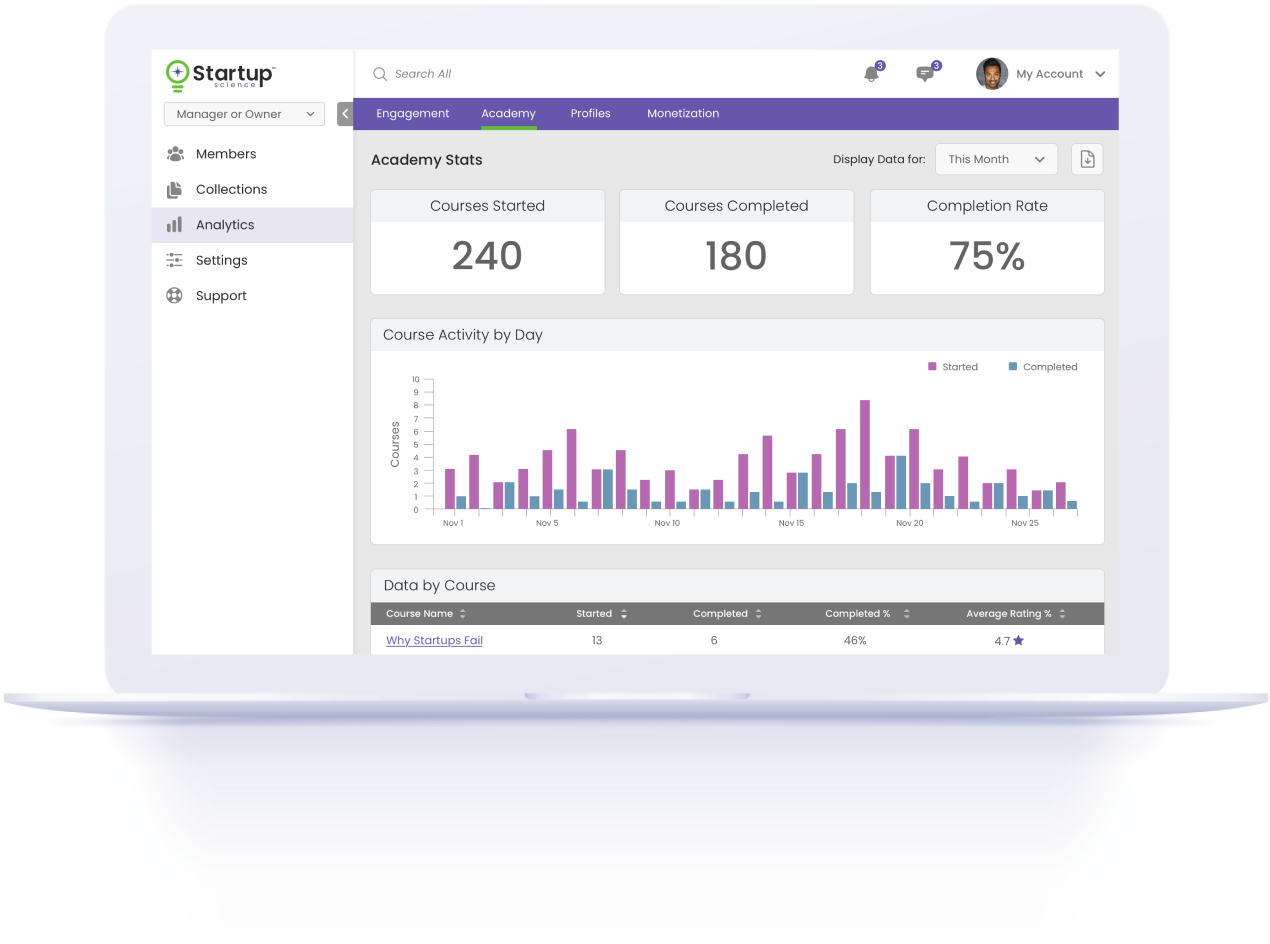 Startup™
science
Search All
3
3
My Account
Manager or Owner
Engagement
Academy
Profiles
Monetization
Members
Collections
Analytics
Settings
Support
Academy Stats
Display Data for:
This Month
Courses Started
Courses Completed
Completion Rate
240
180
75%
Course Activity by Day
Started
Completed
10
9
8
7
6
5
4
3
2
1
0
Courses
Nov 1
Nov 5
Nov 10
Nov 15
Nov 20
Nov 25
Data by Course
Course Name
Started
Completed
Completed %
Average Rating %
Why Startups Fail
13
6
46%
4.7